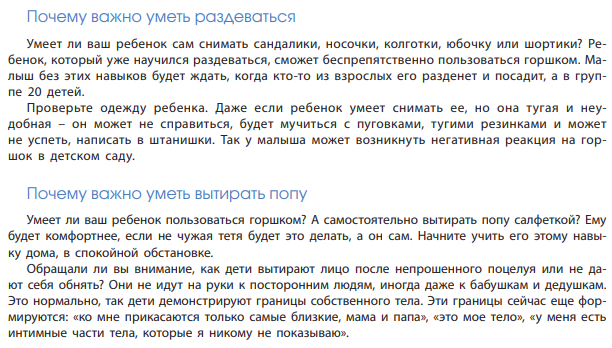 Почему важно уметь раздеваться
Умеет ли ваш ребенок сам снимать сандалики, носочки, колготки, юбочку или шортики? Ре-
бенок, который уже научился раздеваться, сможет беспрепятственно пользоваться горшком. Ма-
лыш без этих навыков будет ждать, когда кто-то из взрослых его разденет и посадит, а в груп-
пе 20 детей.
Проверьте одежду ребенка. Даже если ребенок умеет снимать ее, но она тугая и неу-
добная – он может не справиться, будет мучиться с пуговками, тугими резинками и может
не успеть, написать в штанишки. Так у малыша может возникнуть негативная реакция на гор-
шок в детском саду.
Почему важно уметь вытирать попу
Умеет ли ваш ребенок пользоваться горшком? А самостоятельно вытирать попу салфеткой? Ему
будет комфортнее, если не чужая тетя будет это делать, а он сам. Начните учить его этому навы-
ку дома, в спокойной обстановке.
Обращали ли вы внимание, как дети вытирают лицо после непрошенного поцелуя или не да-
ют себя обнять? Они не идут на руки к посторонним людям, иногда даже к бабушкам и дедушкам.
Это нормально, так дети демонстрируют границы собственного тела. Эти границы сейчас еще фор-
мируются: «ко мне прикасаются только самые близкие, мама и папа», «это мое тело», «у меня есть
интимные части тела, которые я никому не показываю».